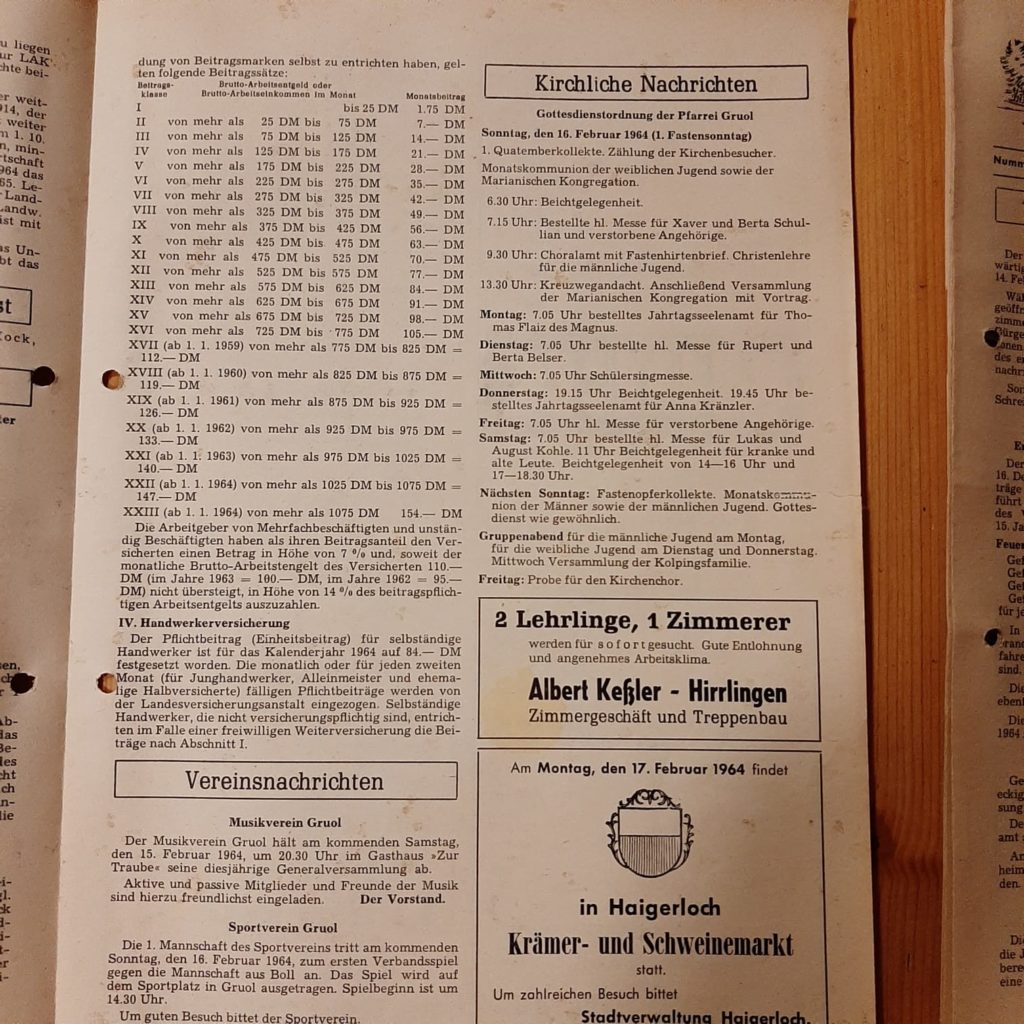 u liegen
ur LAK
chte bei-
er weit-
914, der
weiter
m 1. 10.
n, min-
rtschaft
964 das
65. Le-
Land-
Landw.
ist mit
as Un-
bt das
st
ter
dung von Beitragsmarken selbst zu entrichten haben, gel-
ten folgende Beitragssätze:
Beitrags- Brutto-Arbeitsentgeld oder
klasse Brutto-Arbeitseinkommen im Monat Monatsbeitrag
I bis 25 DM 1.75 DM
II von mehr als 25 DM bis 75 DM 7.— DM
III von mehr als 75 DM bis 125 DM 14.— DM
IV von mehr als 125 DM bis 175 DM 21.— DM
V von mehr als 175 DM bis 225 DM 28.— DM
VI von mehr als 225 DM bis 275 DM 35.— DM
VII von mehr als 275 DM bis 325 DM 42.— DM
VIII von mehr als 325 DM bis 375 DM 49.— DM
IX von mehr als 375 DM bis 425 DM 56.— DM
X von mehr als 425 DM bis 475 DM 63.— DM
XI von mehr als 475 DM bis 525 DM 70.— DM
XII von mehr als 525 DM bis 575 DM 77.— DM
XIII von mehr als 575 DM bis 625 DM 84.— DM
XIV von mehr als 625 DM bis 675 DM 91.— DM
XV von mehr als 675 DM bis 725 DM 98.— DM
XVI von mehr als 725 DM bis 775 DM 105.— DM
XVII (ab 1. 1. 1959) von mehr als 775 DM bis 825 DM =
112.— DM
XVIII (ab 1. 1. 1960) von mehr als 825 DM bis 875 DM =
119.— DM
XIX (ab 1. 1. 1961) von mehr als 875 DM bis 925 DM =
126.— DM
XX (ab 1. 1. 1962) von mehr als 925 DM bis 975 DM =
133.— DM
XXI (ab 1. 1. 1963) von mehr als 975 DM bis 1025 DM =
140.— DM
XXII (ab 1. 1. 1964) von mehr als 1025 DM bis 1075 DM =
147.— DM
XXIII (ab 1. 1. 1964) von mehr als 1075 DM 154.— DM
Die Arbeitgeber von Mehrfachbeschäftigten und unstän-
dig Beschäftigten haben als ihren Beitragsanteil den Ver-
sicherten einen Betrag in Höhe von 7 % und, soweit der
monatliche Brutto-Arbeitstengelt des Versicherten 110.—
DM (im Jahre 1963 = 100.— DM, im Jahre 1962 = 95.—
DM) nicht übersteigt, in Höhe von 14 % des beitragspflich-
tigen Arbeitsentgelts auszuzahlen.
IV. Handwerkerversicherung
Der Pflichtbeitrag (Einheitsbeitrag) für selbständige
Handwerker ist für das Kalenderjahr 1964 auf 84.— DM
festgesetzt worden. Die monatlich oder für jeden zweiten
Monat (für Junghandwerker, Alleinmeister und ehema-
lige Halbversicherte) fälligen Pflichtbeiträge werden von
der Landesversicherungsanstalt eingezogen. Selbständige
Handwerker, die nicht versicherungspflichtig sind, entrich-
ten im Falle einer freiwilligen Weiterversicherung die Bei-
träge nach Abschnitt I.
Vereinsnachrichten
Musikverein Gruol
Der Musikverein Gruol hält am kommenden Samstag,
den 15. Februar 1964, um 20.30 Uhr im Gasthaus »Zur
Traube« seine diesjährige Generalversammlung ab.
Aktive und passive Mitglieder und Freunde der Musik
sind hierzu freundlichst eingeladen. Der Vorstand.
Sportverein Gruol
Die 1. Mannschaft des Sportvereins tritt am kommenden
Sonntag, den 16. Februar 1964, zum ersten Verbandsspiel
gegen die Mannschaft aus Boll an. Das Spiel wird auf
dem Sportplatz in Gruol ausgetragen. Spielbeginn ist um
14.30 Uhr.
Um guten Besuch bittet der Sportverein.
Kirchliche Nachrichten
Gottesdienstordnung der Pfarrei Gruol
Sonntag, den 16. Februar 1964 (1. Fastensonntag)
1. Quatemberkollekte. Zählung der Kirchenbesucher.
Monatskommunion der weiblichen Jugend sowie der
Marianischen Kongregation.
6.30 Uhr: Beichtgelegenheit.
7.15 Uhr: Bestellte hl. Messe für Xaver und Berta Schul-
lian und verstorbene Angehörige.
9.30 Uhr: Choralamt mit Fastenhirtenbrief. Christenlehre
für die männliche Jugend.
13.30 Uhr: Kreuzwegandacht. Anschließend Versammlung
der Marianischen Kongregation mit Vortrag.
Montag: 7.05 Uhr bestelltes Jahrtagsseelenamt für Tho-
mas Flaiz des Magnus.
Dienstag: 7.05 Uhr bestellte hl. Messe für Rupert und
Berta Belser.
Mittwoch: 7.05 Uhr Schülersingmesse.
Donnerstag: 19.15 Uhr Beichtgelegenheit. 19.45 Uhr be-
stelltes Jahrtagsseelenamt für Anna Kränzler.
Freitag: 7.05 Uhr hl. Messe für verstorbene Angehörige.
Samstag: 7.05 Uhr bestellte hl. Messe für Lukas und
August Kohle. 11 Uhr Beichtgelegenheit für kranke und
alte Leute. Beichtgelegenheit von 14—16 Uhr und
17—18.30 Uhr.
Nächsten Sonntag: Fastenopferkollekte. Monatskommu-
nion der Männer sowie der männlichen Jugend. Gottes-
dienst wie gewöhnlich.
Gruppenabend für die männliche Jugend am Montag,
für die weibliche Jugend am Dienstag und Donnerstag.
Mittwoch Versammlung der Kolpingsfamilie.
Freitag: Probe für den Kirchenchor.
2 Lehrlinge, 1 Zimmerer
werden für sofort gesucht. Gute Entlohnung
und angenehmes Arbeitsklima.
Albert Keßler - Hirrlingen
Zimmergeschäft und Treppenbau
Am Montag, den 17. Februar 1964 findet
in Haigerloch
Krämer- und Schweinemarkt
statt.
Um zahlreichen Besuch bittet
Stadtverwaltung Haigerloch.
Numm